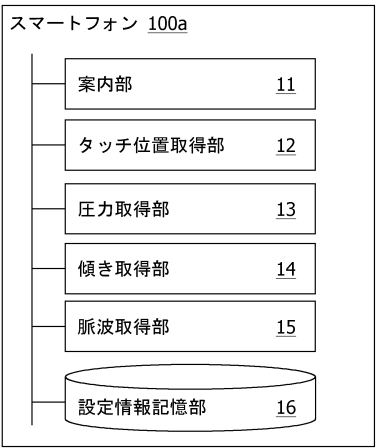 スマートフォン 100a
案内部 11
タッチ位置取得部 12
圧力取得部 13
傾き取得部 14
脈波取得部 15
設定情報記憶部 16